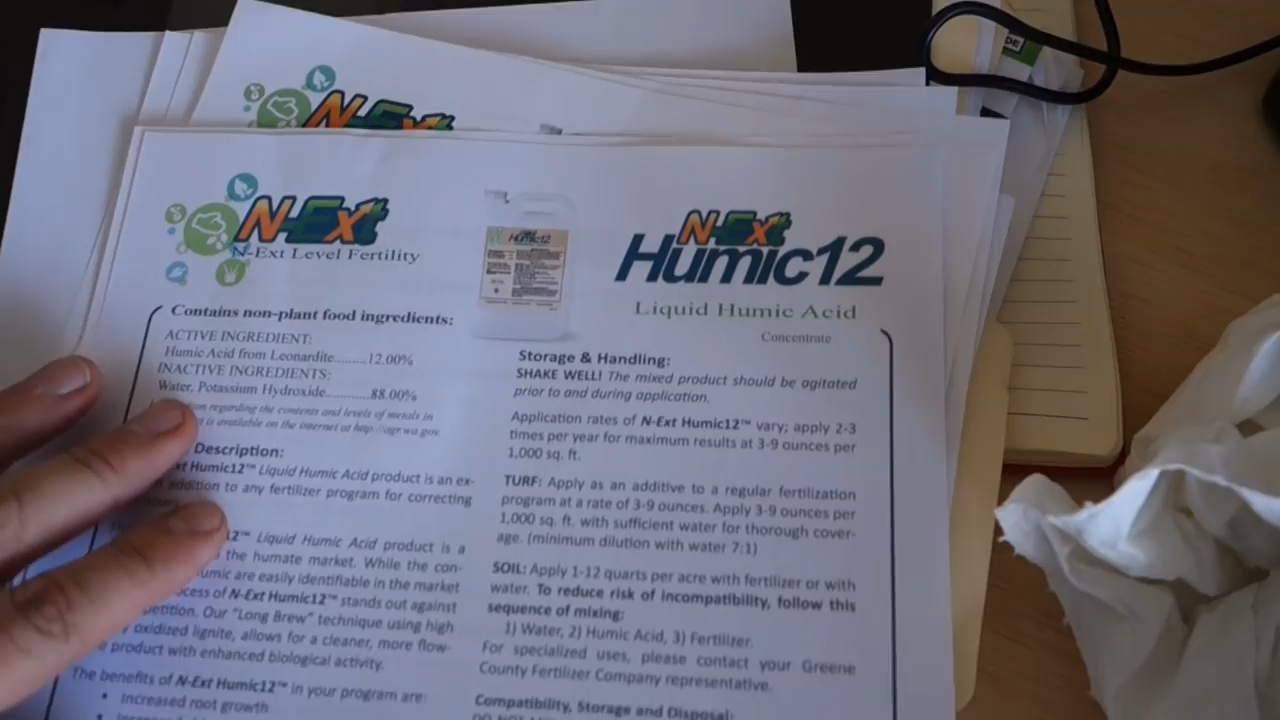 DE
N-Ext
N-Ext
N-Ext Level Fertility
Humic12
N-Ext
Humic12
Liquid Humic Acid
Concentrate
Contains non-plant food ingredients:
ACTIVE INGREDIENT:
Humic Acid from Leonardite.........12.00%
INACTIVE INGREDIENTS:
Water, Potassium Hydroxide...........88.00%
regarding the contents and levels of metals in
is available on the internet at http://agr.wa.gov
Description:
Humic12™ Liquid Humic Acid product is an ex-
addition to any fertilizer program for correcting
Liquid Humic Acid product is a
the humate market. While the con-
are easily identifiable in the market
of N-Ext Humic12™ stands out against
Our "Long Brew" technique using high
oxidized lignite, allows for a cleaner, more flow-
product with enhanced biological activity.
The benefits of N-Ext Humic12™ in your program are:
• Increased root growth
Storage & Handling:
SHAKE WELL! The mixed product should be agitated
prior to and during application.
Application rates of N-Ext Humic12™ vary; apply 2-3
times per year for maximum results at 3-9 ounces per
1,000 sq. ft.
TURF: Apply as an additive to a regular fertilization
program at a rate of 3-9 ounces. Apply 3-9 ounces per
1,000 sq. ft. with sufficient water for thorough cover-
age. (minimum dilution with water 7:1)
SOIL: Apply 1-12 quarts per acre with fertilizer or with
water. To reduce risk of incompatibility, follow this
sequence of mixing:
1) Water, 2) Humic Acid, 3) Fertilizer.
For specialized uses, please contact your Greene
County Fertilizer Company representative.
Compatibility, Storage and Disposal:
DO NOT